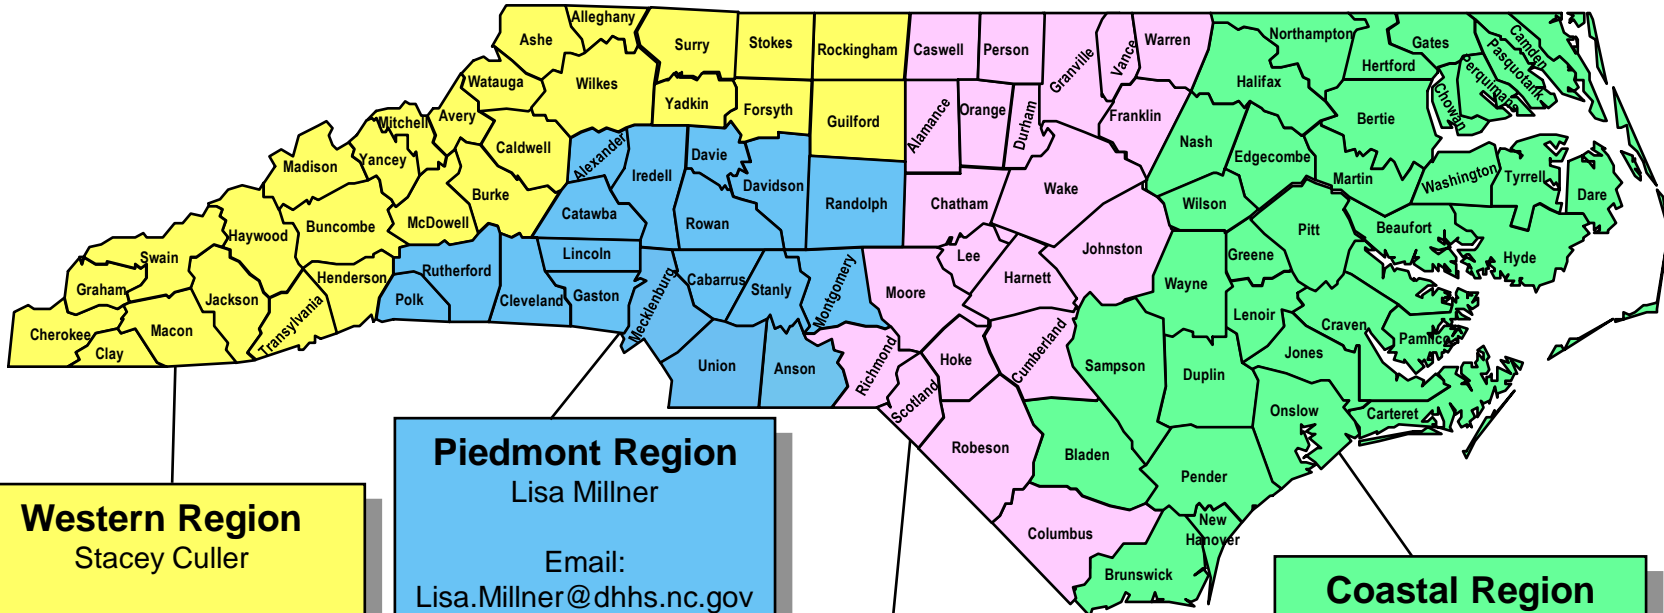 Alleghany
Ashe
Surry
Stokes
Rockingham
Caswell
Person
Granville
Vance
Warren
Northampton
Gates
Camden
Pasquotank
Perquimans
Chowan
Hertford
Halifax
Watauga
Wilkes
Yadkin
Forsyth
Guilford
Alamance
Orange
Durham
Franklin
Nash
Edgecombe
Bertie
Mitchell
Avery
Caldwell
Alexander
Iredell
Davie
Davidson
Randolph
Chatham
Wake
Wilson
Martin
Washington
Tyrrell
Dare
Madison
Yancey
Burke
McDowell
Catawba
Rowan
Johnston
Greene
Pitt
Beaufort
Hyde
Haywood
Buncombe
Swain
Graham
Jackson
Henderson
Rutherford
Lincoln
Lee
Harnett
Wayne
Cherokee
Clay
Macon
Transylvania
Polk
Cleveland
Gaston
Mecklenburg
Cabarrus
Stanly
Montgomery
Moore
Lenoir
Craven
Pamlico
Union
Anson
Richmond
Scotland
Hoke
Cumberland
Sampson
Duplin
Jones
Onslow
Carteret
Robeson
Bladen
Pender
Columbus
New
Hanover
Brunswick
Western Region
Stacey Culler
Piedmont Region
Lisa Millner
Email:
Lisa.Millner@dhhs.nc.gov
Coastal Region